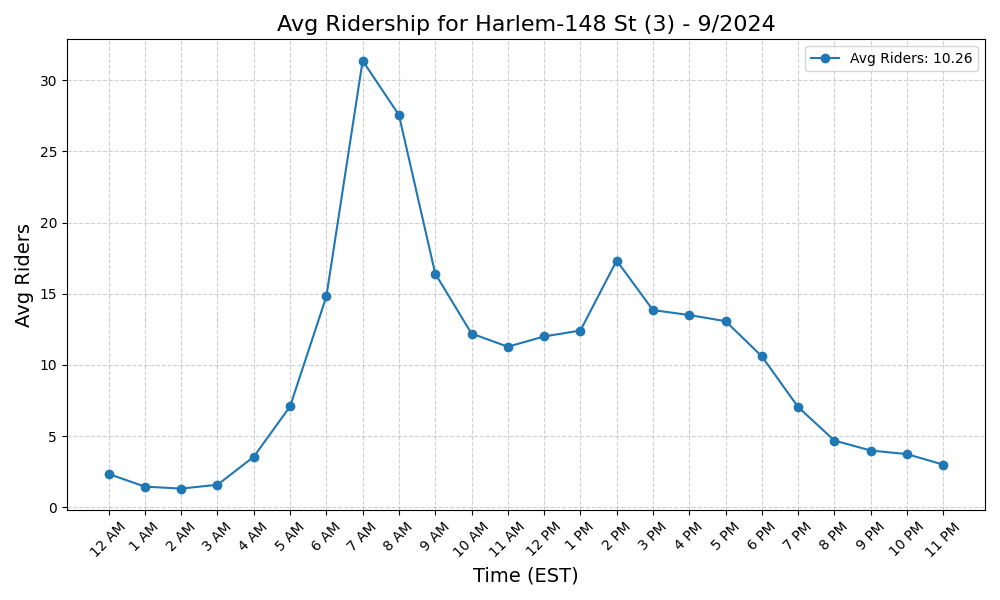 Avg Ridership for Harlem-148 St (3) - 9/2024
Avg Riders: 10.26
Avg Riders
30
25
20
15
10
5
0
12 AM
1 AM
2 AM
3 AM
4 AM
5 AM
6 AM
7 AM
8 AM
9 AM
10 AM
11 AM
12 PM
1 PM
2 PM
3 PM
4 PM
5 PM
6 PM
7 PM
8 PM
9 PM
10 PM
11 PM
Time (EST)